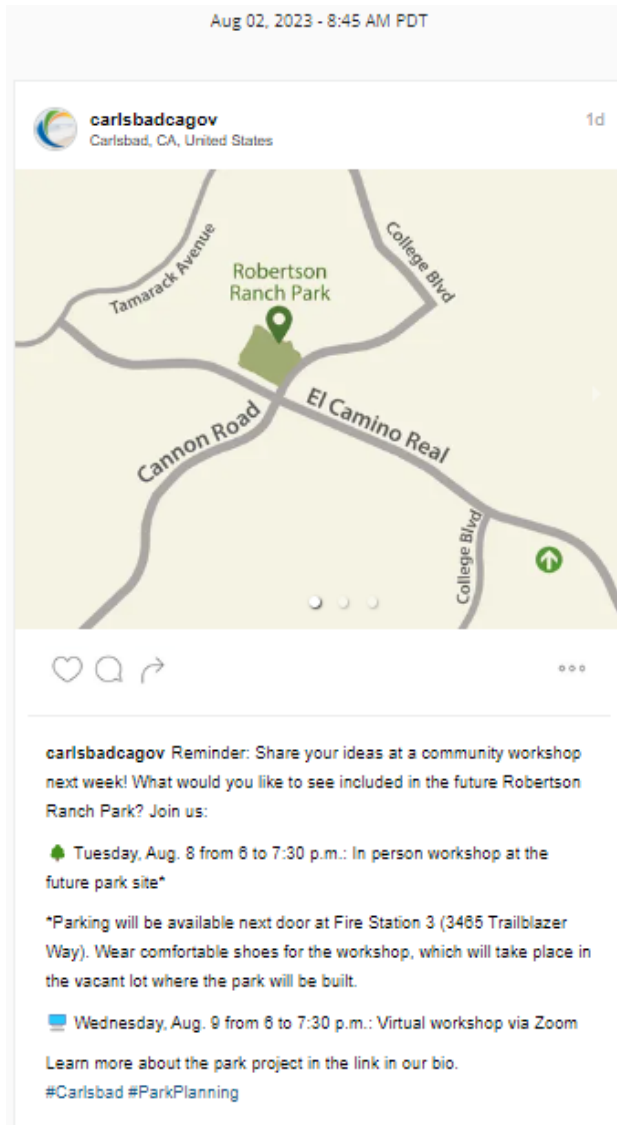 Aug 02, 2023 - 8:45 AM PDT
carlsbadcagov
1d
Carlsbad, CA, United States
Tamarack Avenue
College Blvd
Robertson
Ranch Park
El Camino Real
Cannon Road
College Blvd
carlsbadcagov Reminder: Share your ideas at a community workshop
next week! What would you like to see included in the future Robertson
Ranch Park? Join us:
Tuesday, Aug. 8 from 6 to 7:30 p.m.: In person workshop at the
future park site*
*Parking will be available next door at Fire Station 3 (3465 Trailblazer
Way). Wear comfortable shoes for the workshop, which will take place in
the vacant lot where the park will be built.
Wednesday, Aug. 9 from 6 to 7:30 p.m.: Virtual workshop via Zoom
Learn more about the park project in the link in our bio.
#Carlsbad #ParkPlanning